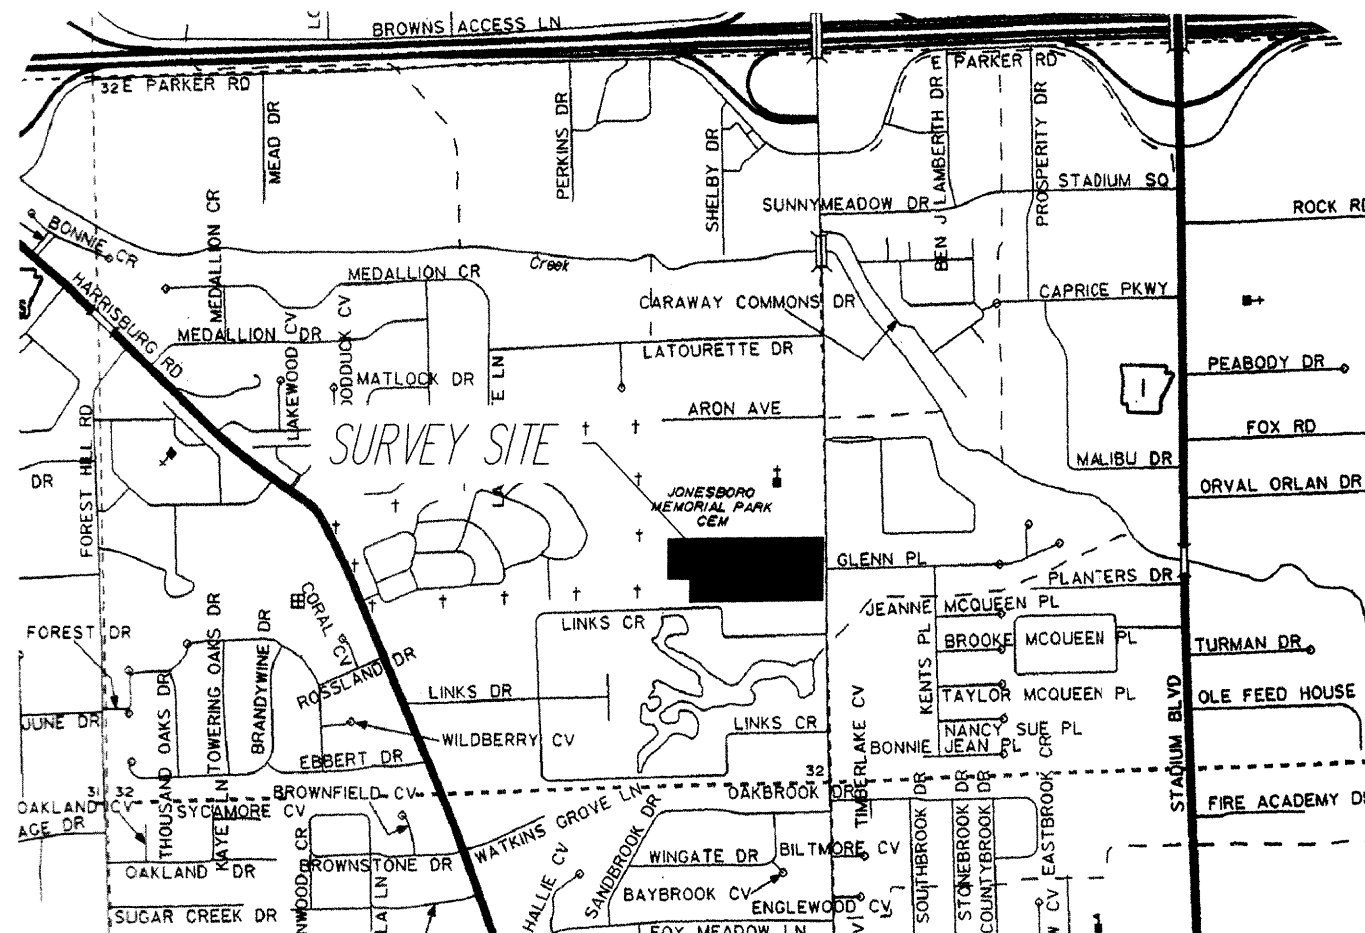 BROWNS ACCESS LN
32 E PARKER RD
E PARKER RD
MEAD DR
PERKINS DR
SHELBY DR
BEN J LAMBERTH DR
PROSPERITY DR
STADIUM SQ
SUNNYMEADOW DR
ROCK RD
BONNIE CR
MEDALLION CR
Creek
MEDALLION CR
CARAWAY COMMONS DR
CAPRICE PKWY
HARRISBURG RD
MEDALLION DR
LAKEWOOD CV
LATOURETTE DR
PEABODY DR
MATLOCK DR
E LN
ARON AVE
FOX RD
SURVEY SITE
MALIBU DR
DR
FOREST HILL RD
ORVAL ORLAN DR
JONESBORO
MEMORIAL PARK
CEM
GLENN PL
PLANTERS DR
CORAL CV
JEANNE MCQUEEN PL
FOREST DR
LINKS CR
KENTS PL
BROOKE MCQUEEN PL
TURMAN DR
TOWERING OAKS DR
BRANDYWINE DR
ROSSLAND DR
LINKS DR
TAYLOR MCQUEEN PL
OLE FEED HOUSE
JUNE DR
THOUSAND OAKS DR
LINKS CR
NANCY SUE PL
STADIUM BLVD
WILDBERRY CV
BONNIE JEAN PL
EBBERT DR
TIMBERLAKE CV
32
31 32
OAKLAND CV
BROWNFIELD CV
OAKBROOK DR
FIRE ACADEMY DR
SYCAMORE CV
AGE DR
KAYE LN
WATKINS GROVE LN
SANDBROOK DR
SOUTHBROOK DR
STONEBROOK DR
COUNTYBROOK DR
EASTBROOK CR
BROWNSTONE DR
WINGATE DR
BILTMORE CV
OAKLAND DR
NWOOD CR
LA LN
HALLIE CV
BAYBROOK CV
ENGLEWOOD CV
SUGAR CREEK DR
FOX MEADOW LN
W CV